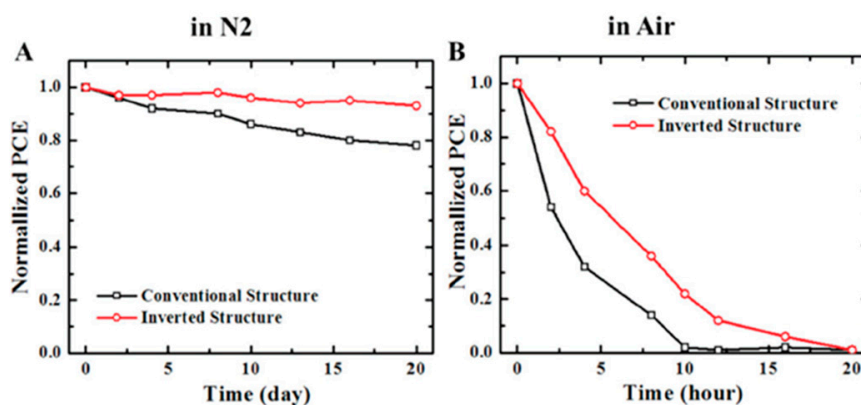 in N2
in Air
A
B
Normallized PCE
1.0
0.8
0.6
0.4
0.2
0.0
Conventional Structure
Inverted Structure
0
5
10
15
20
Time (day)
Normallized PCE
1.0
0.8
0.6
0.4
0.2
0.0
Conventional Structure
Inverted Structure
0
5
10
15
20
Time (hour)